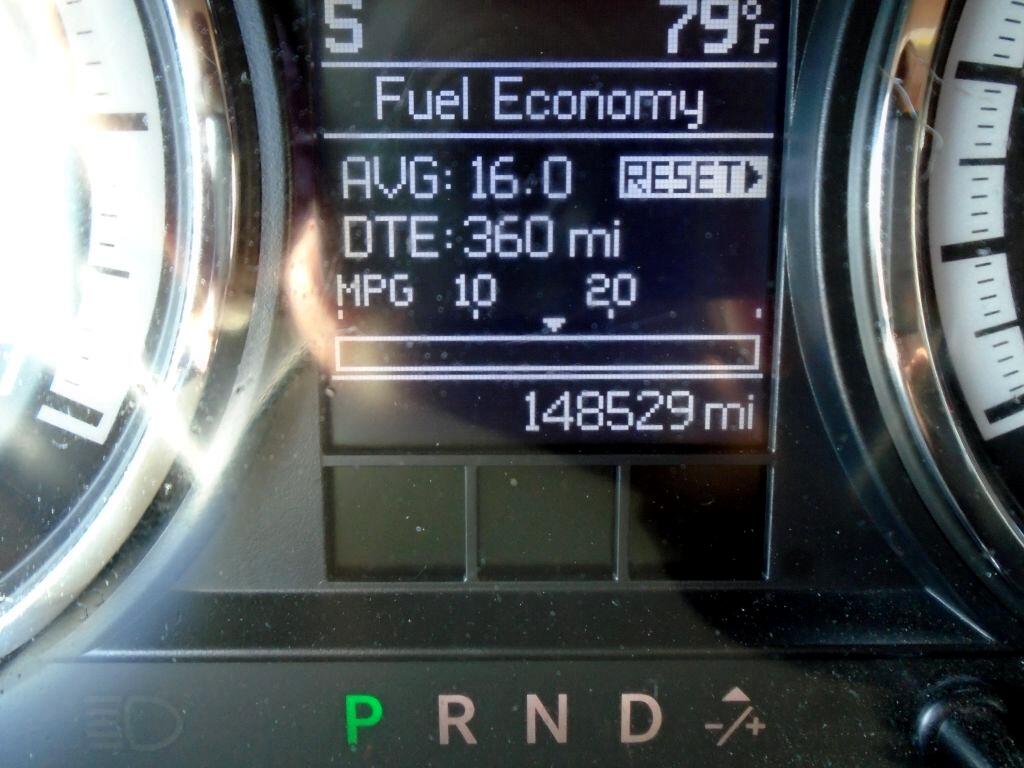 S 79°F
Fuel Economy
AVG: 16.0 RESET
DTE: 360 mi
MPG 10 20
148529 mi
P R N D -/+